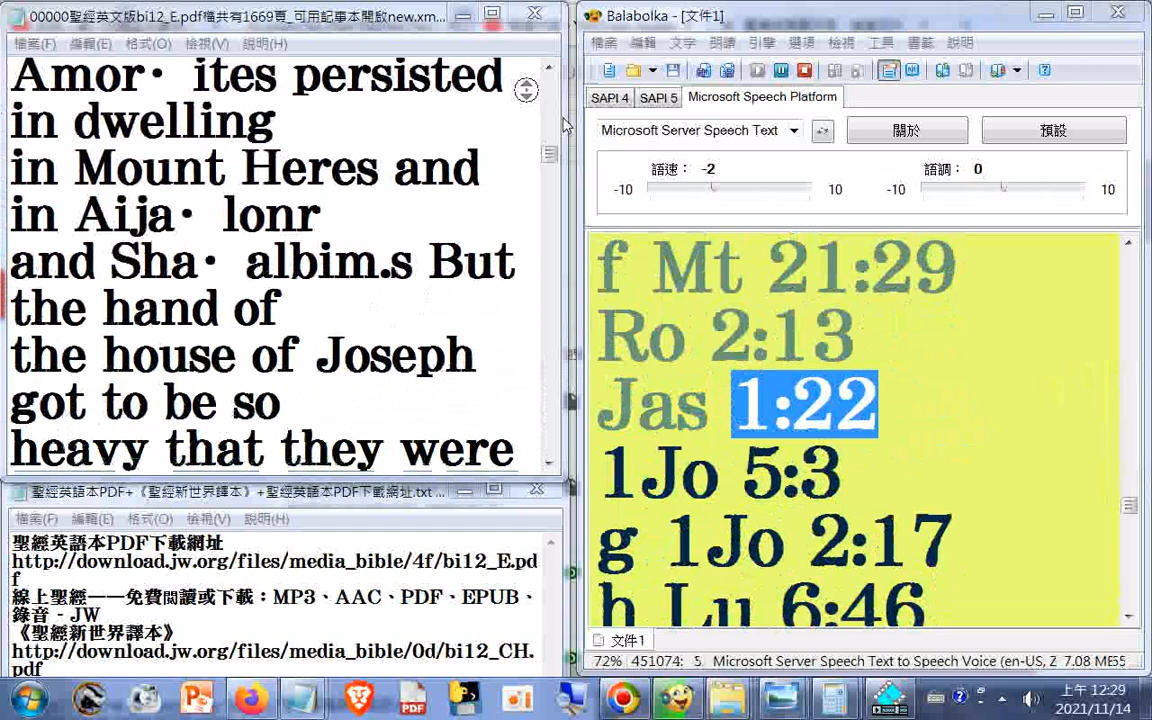 00000聖經英文版bi12_E.pdf檔共有1669頁_可用記事本開啟new.xm...
檔案(F) 編輯(E) 格式(O) 檢視(V) 說明(H)
Amor· ites persisted
in dwelling
in Mount Heres and
in Aija· lonr
and Sha· albim.s But
the hand of
the house of Joseph
got to be so
heavy that they were
聖經英語本PDF+《聖經新世界譯本》+聖經英語本PDF下載網址.txt ...
檔案(F) 編輯(E) 格式(O) 檢視(V) 說明(H)
聖經英語本PDF下載網址
http://download.jw.org/files/media_bible/4f/bi12_E.pd
f
線上聖經——免費閱讀或下載：MP3、AAC、PDF、EPUB、
錄音 - JW
《聖經新世界譯本》
http://download.jw.org/files/media_bible/0d/bi12_CH.
pdf
Balabolka - [文件1]
檔案 編輯 文字 朗讀 引擎 選項 檢視 工具 書籤 說明
SAPI 4 SAPI 5 Microsoft Speech Platform
Microsoft Server Speech Text 關於 預設
語速： -2 語調： 0
-10 10 -10 10
f Mt 21:29
Ro 2:13
Jas 1:22
1Jo 5:3
g 1Jo 2:17
h Lu 6:46
文件1
72% 451074: 5. Microsoft Server Speech Text to Speech Voice (en-US, Z 7.08 ME55
上午 12:29
2021/11/14